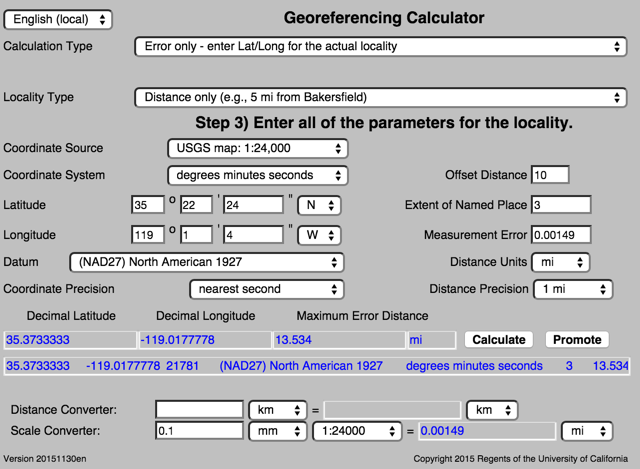 English (local) Georeferencing Calculator
Calculation Type Error only - enter Lat/Long for the actual locality
Locality Type Distance only (e.g., 5 mi from Bakersfield)
Step 3) Enter all of the parameters for the locality.
Coordinate Source USGS map: 1:24,000
Coordinate System degrees minutes seconds Offset Distance 10
Latitude 35 o 22 ' 24 " N Extent of Named Place 3
Longitude 119 o 1 ' 4 " W Measurement Error 0.00149
Datum (NAD27) North American 1927 Distance Units mi
Coordinate Precision nearest second Distance Precision 1 mi
Decimal Latitude Decimal Longitude Maximum Error Distance
35.3733333 -119.0177778 13.534 mi Calculate Promote
35.3733333 -119.0177778 21781 (NAD27) North American 1927 degrees minutes seconds 3 13.534
Distance Converter: km = km
Scale Converter: 0.1 mm 1:24000 = 0.00149 mi
Version 20151130en Copyright 2015 Regents of the University of California